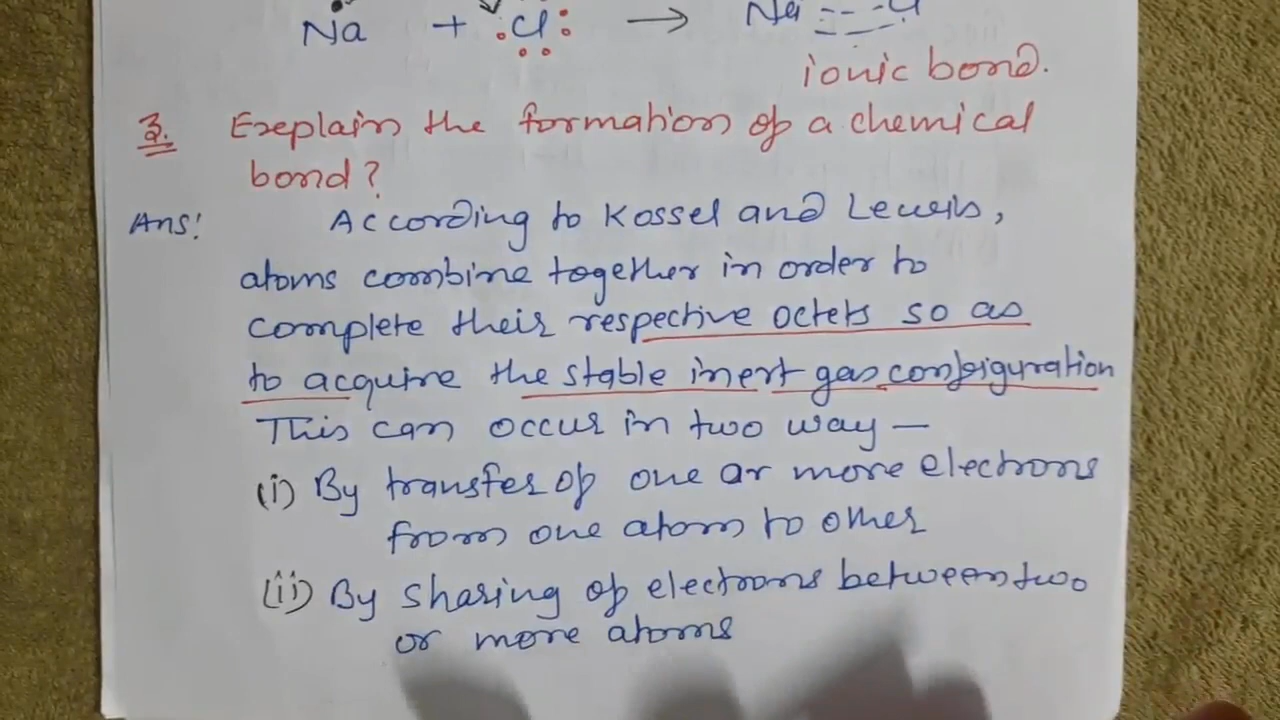 Na + Cl → Na Cl
ionic bond.
3. Explain the formation of a chemical
bond?
Ans! According to Kossel and Lewis,
atoms combine together in order to
complete their respective octets so as
to acquire the stable inert gas configuration
This can occur in two way —
(i) By transfer of one or more electrons
from one atom to other
(ii) By sharing of electrons between two
or more atoms